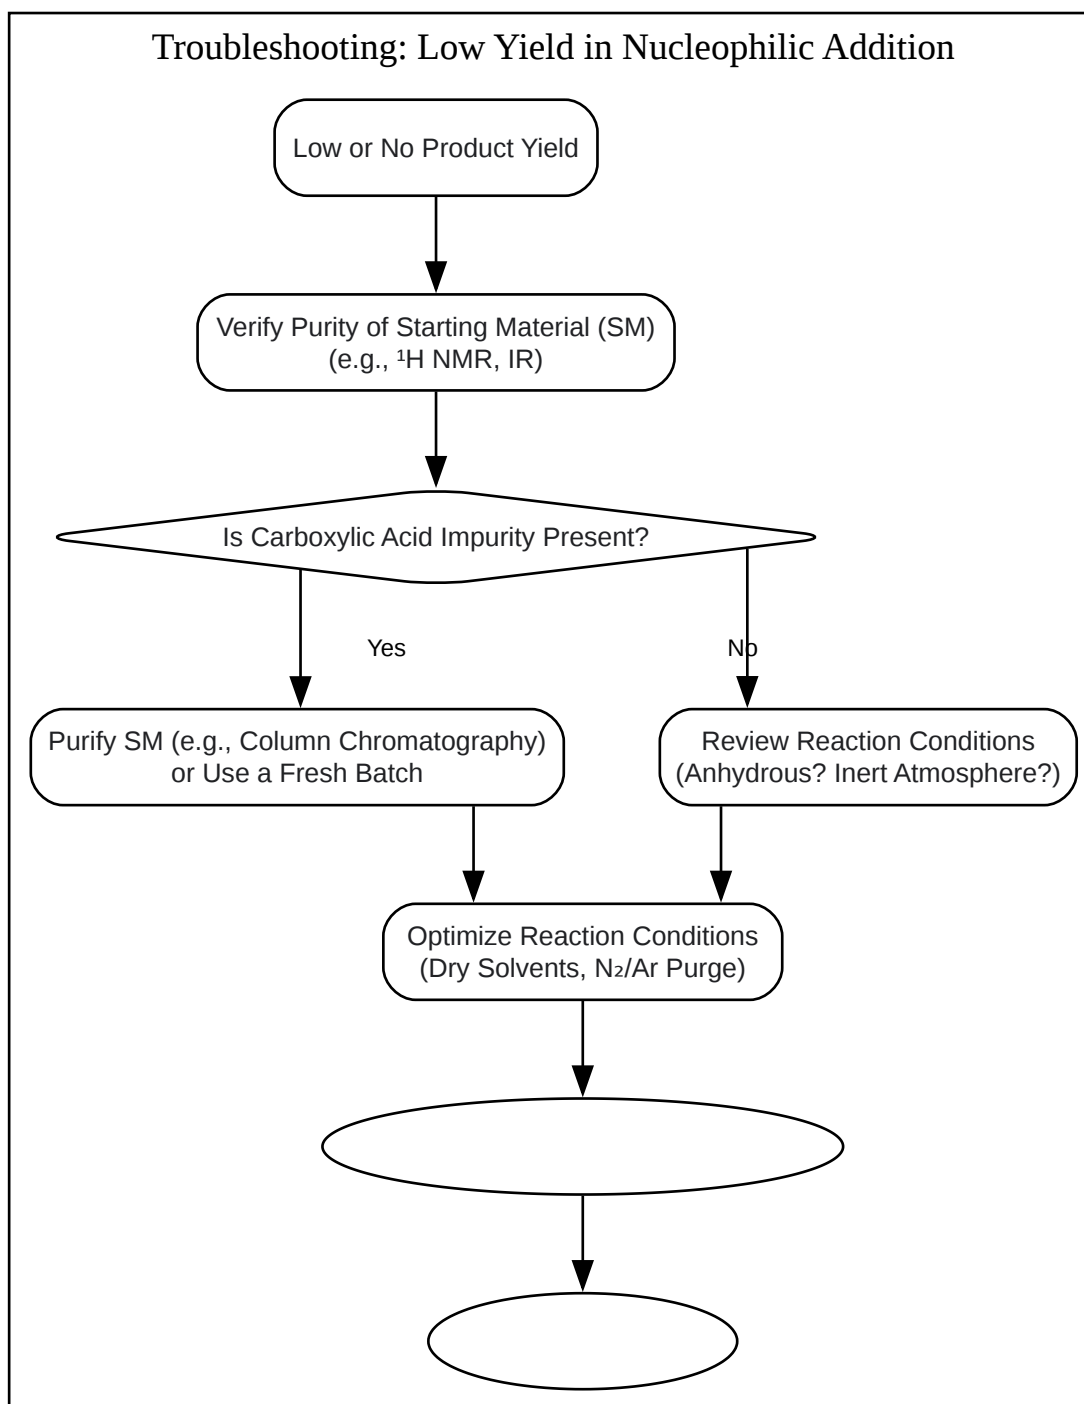 Troubleshooting: Low Yield in Nucleophilic Addition
Low or No Product Yield
Verify Purity of Starting Material (SM)
(e.g., ¹H NMR, IR)
Is Carboxylic Acid Impurity Present?
Yes
No
Purify SM (e.g., Column Chromatography)
or Use a Fresh Batch
Review Reaction Conditions
(Anhydrous? Inert Atmosphere?)
Optimize Reaction Conditions
(Dry Solvents, N₂/Ar Purge)